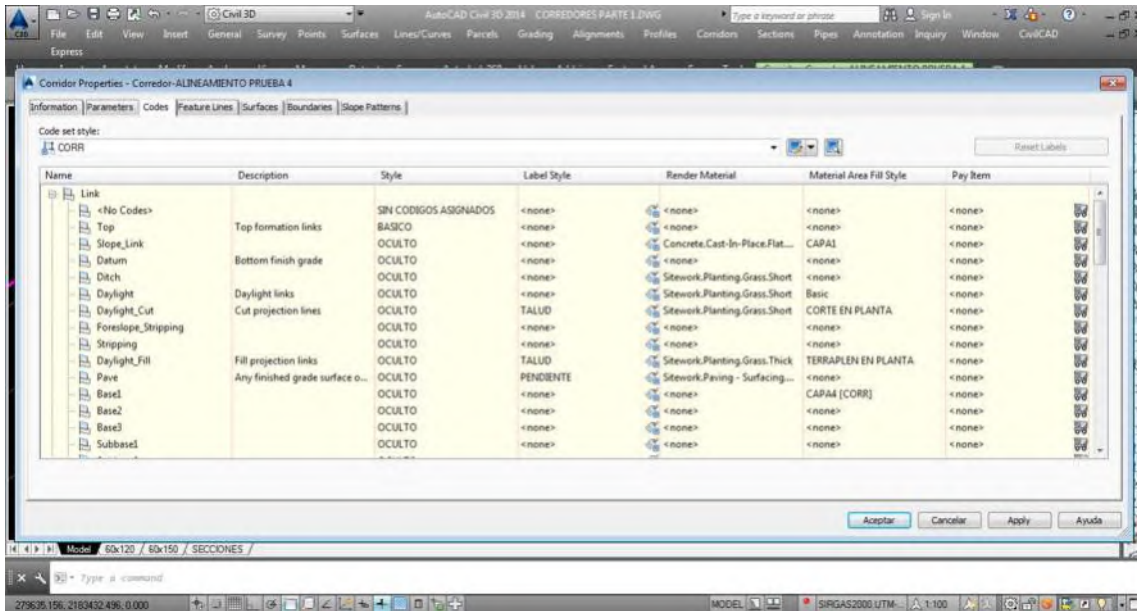 Civil 3D
AutoCAD Civil 3D 2014 CORREDORES PARTE 1.DWG
Type a keyword or phrase
Sign In
C3D
File Edit View Insert General Survey Points Surfaces Lines/Curves Parcels Grading Alignments Profiles Corridors Sections Pipes Annotation Inquiry Window CivilCAD
Express
Corridor Properties - Corredor-ALINEAMIENTO PRUEBA 4
Information Parameters Codes Feature Lines Surfaces Boundaries Slope Patterns
Code set style:
CORR
Reset Labels
Name Description Style Label Style Render Material Material Area Fill Style Pay Item
Link
<No Codes> SIN CODIGOS ASIGNADOS <none> <none> <none> <none>
Top Top formation links BASICO <none> <none> <none> <none>
Slope_Link OCULTO <none> Concrete.Cast-In-Place.Flat.... CAPA1 <none>
Datum Bottom finish grade OCULTO <none> <none> <none> <none>
Ditch OCULTO <none> Sitework.Planting.Grass.Short <none> <none>
Daylight Daylight links OCULTO <none> Sitework.Planting.Grass.Short Basic <none>
Daylight_Cut Cut projection lines OCULTO TALUD Sitework.Planting.Grass.Short CORTE EN PLANTA <none>
Foreslope_Stripping OCULTO <none> <none> <none> <none>
Stripping OCULTO <none> <none> <none> <none>
Daylight_Fill Fill projection links OCULTO TALUD Sitework.Planting.Grass.Thick TERRAPLEN EN PLANTA <none>
Pave Any finished grade surface o... OCULTO PENDIENTE Sitework.Paving - Surfacing.... <none> <none>
Base1 OCULTO <none> <none> CAPA4 [CORR] <none>
Base2 OCULTO <none> <none> <none> <none>
Base3 OCULTO <none> <none> <none> <none>
Subbase1 OCULTO <none> <none> <none> <none>
Aceptar Cancelar Apply Ayuda
Model 60x120 60x150 SECCIONES
Type a command
279635.156, 2183432.496, 0.000 MODEL SIRGAS2000.UTM-... 1:100